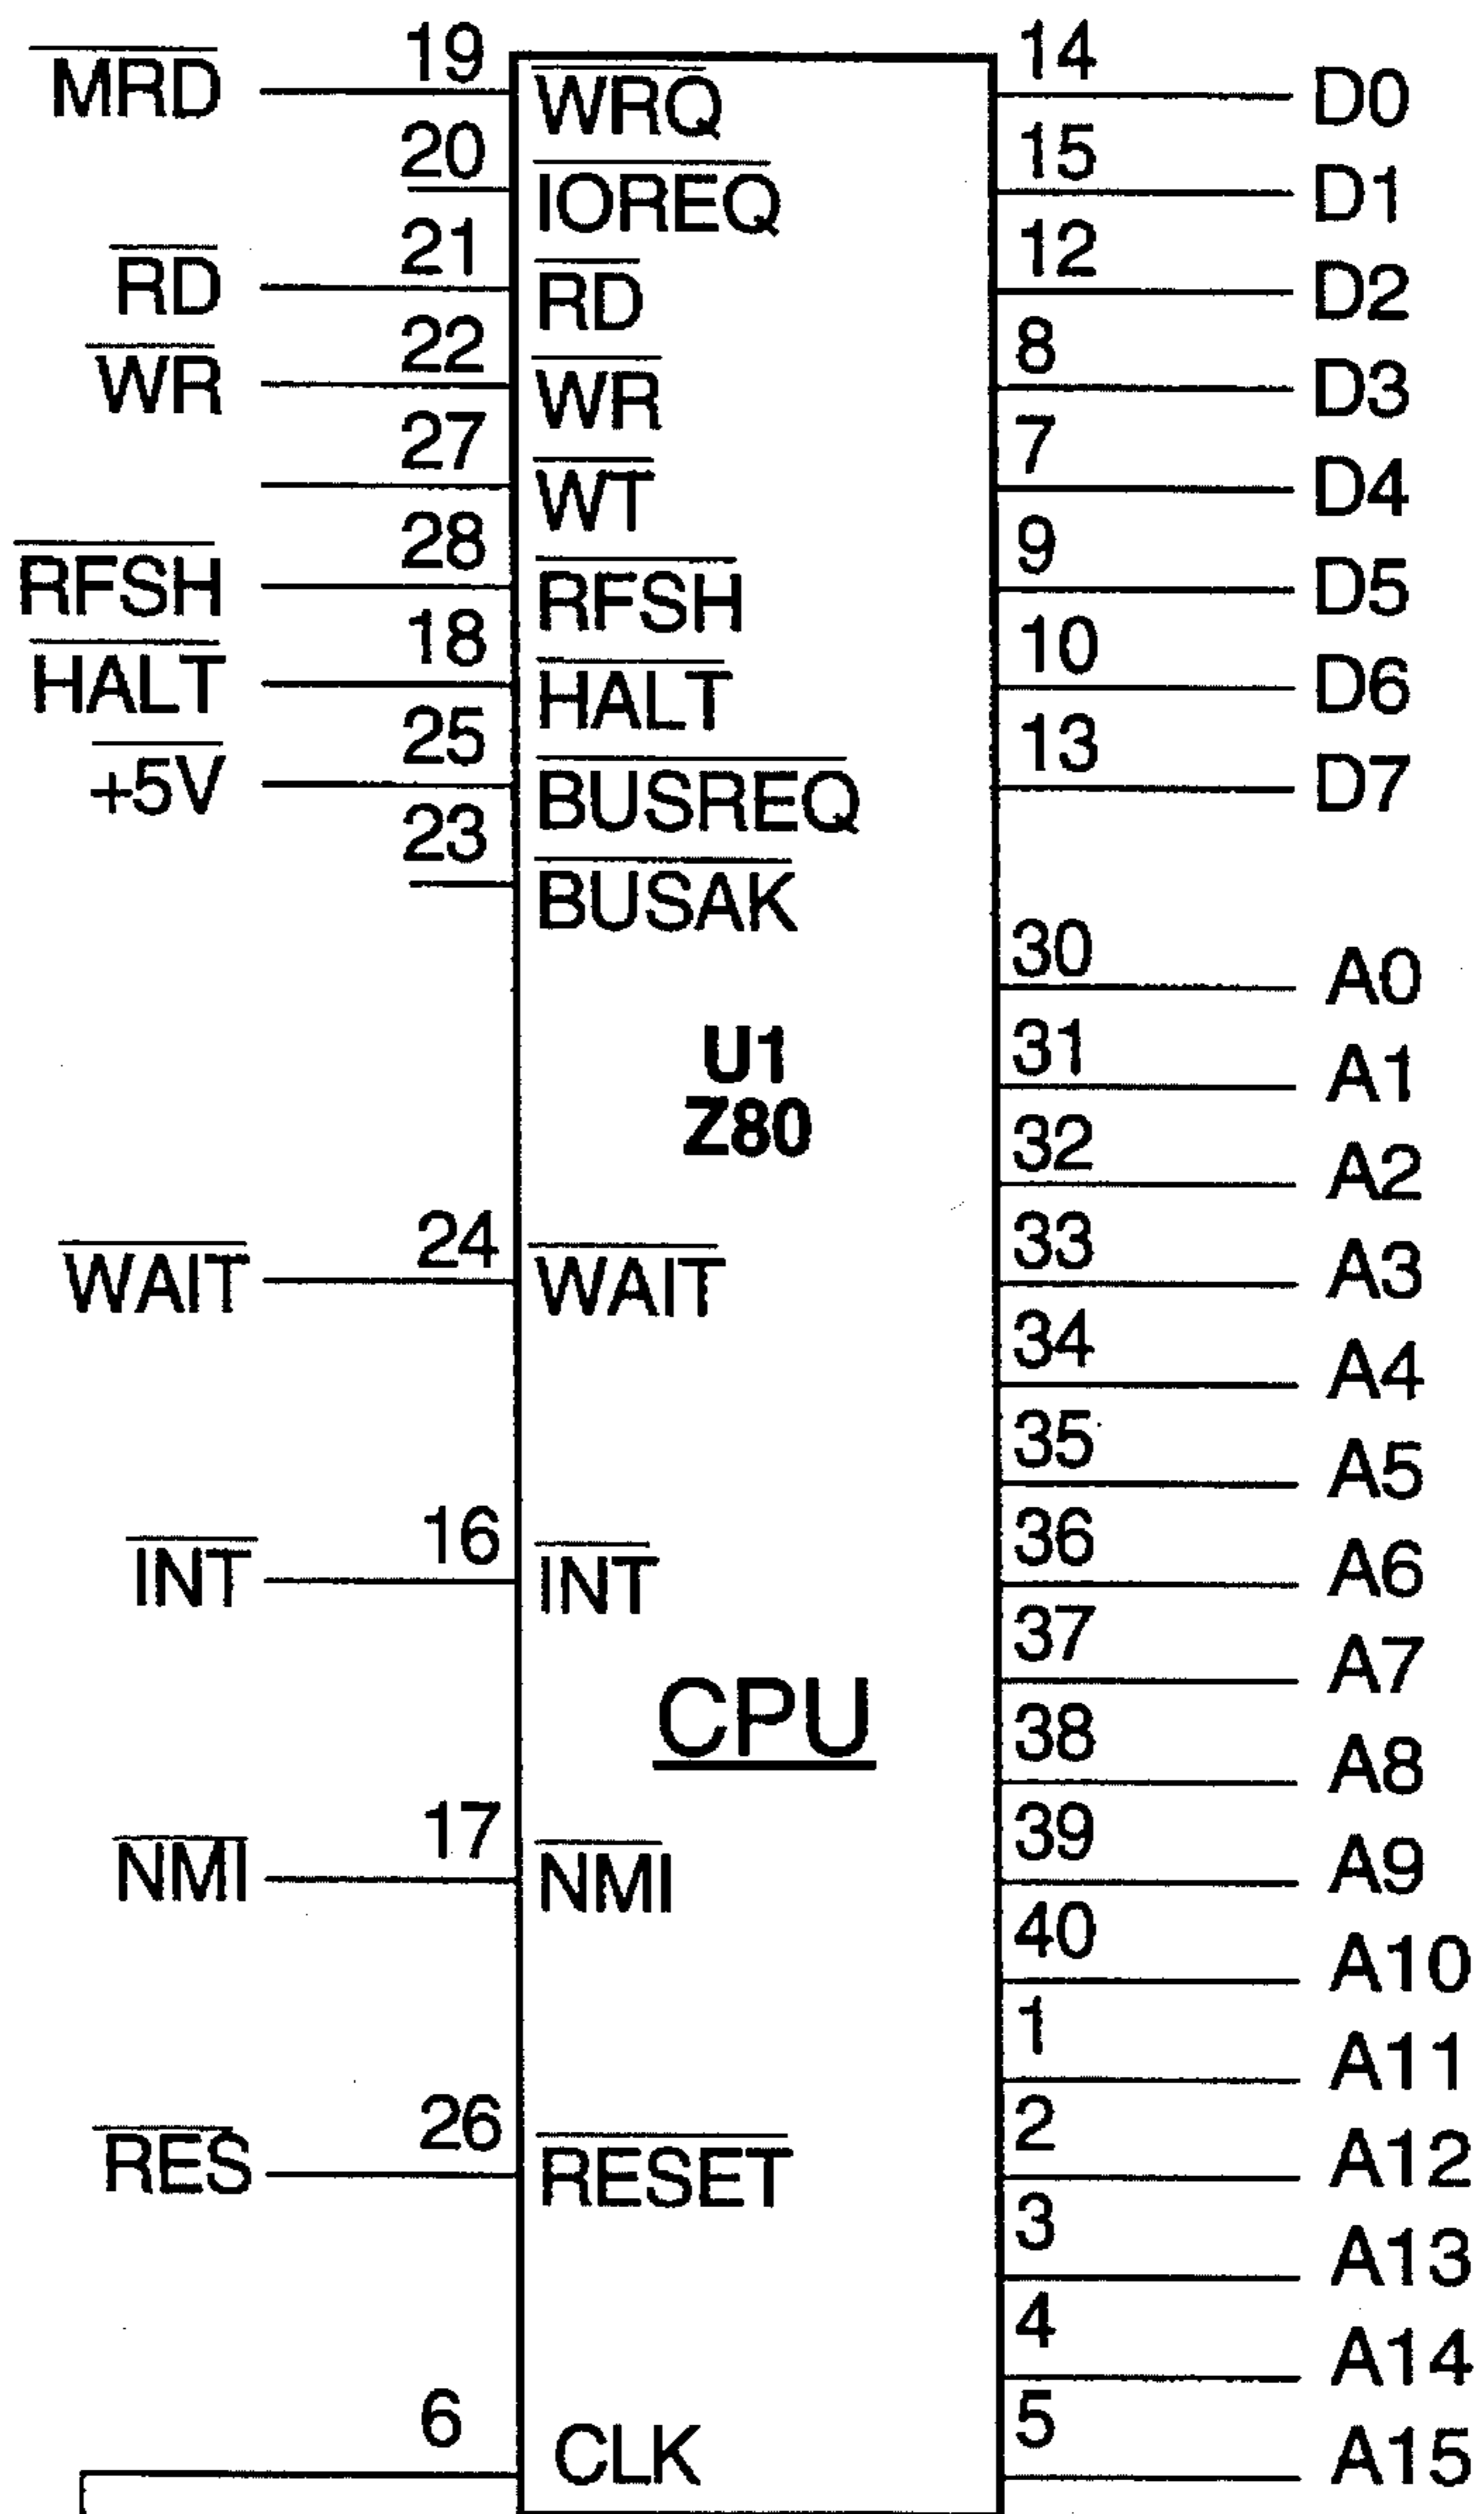 MRD 19 WRQ 14 D0
20 IOREQ 15 D1
RD 21 RD 12 D2
WR 22 WR 8 D3
27 WT 7 D4
RFSH 28 RFSH 9 D5
HALT 18 HALT 10 D6
+5V 25 BUSREQ 13 D7
23 BUSAK
30 A0
U1
31 A1
Z80
32 A2
WAIT 24 WAIT 33 A3
34 A4
35 A5
INT 16 INT 36 A6
37 A7
CPU
38 A8
NMI 17 NMI 39 A9
40 A10
1 A11
RES 26 RESET 2 A12
3 A13
4 A14
6 CLK 5 A15